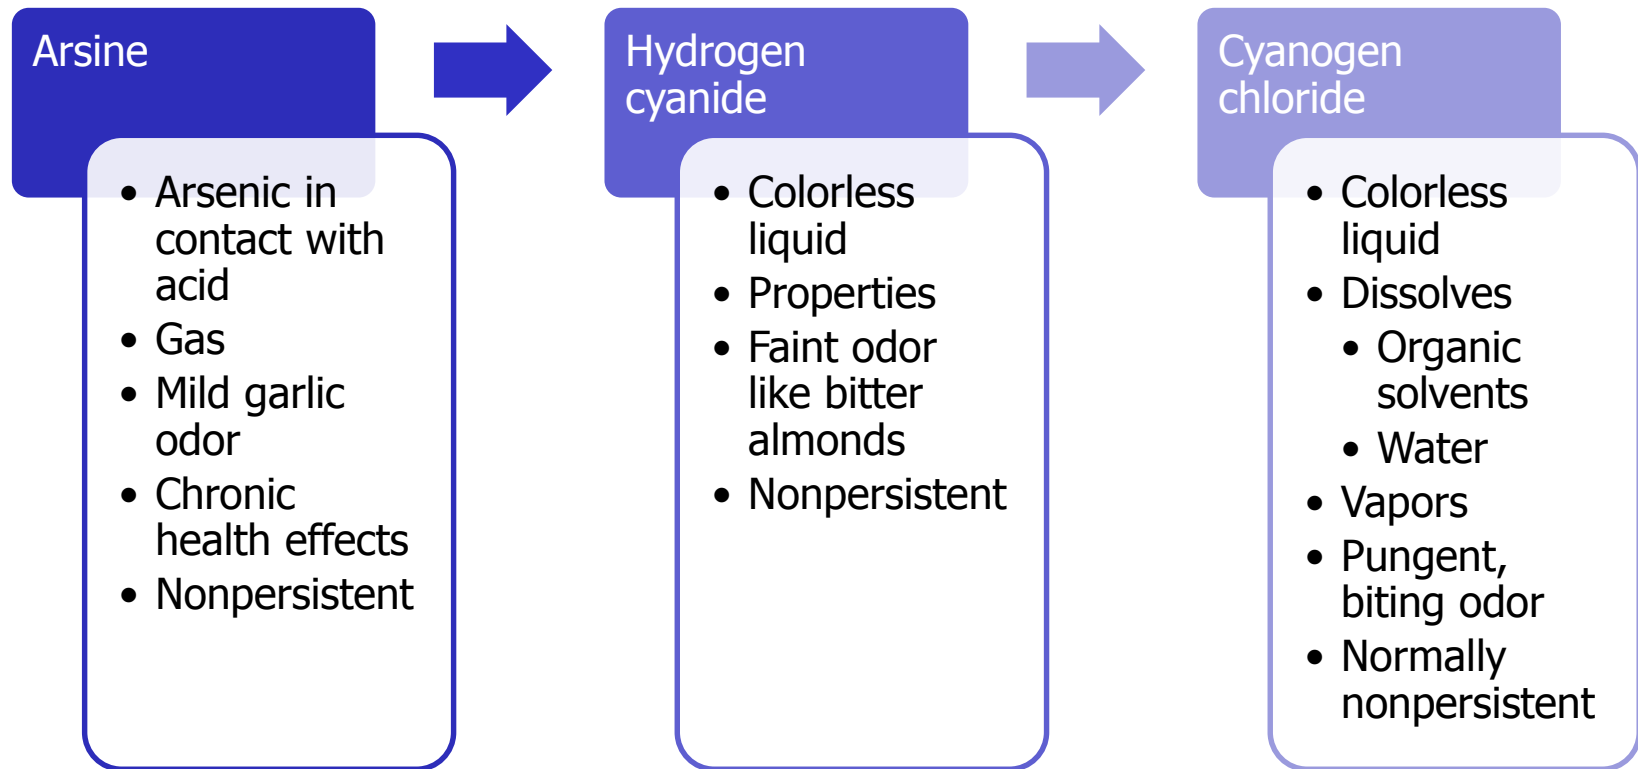 Arsine
• Arsenic in
contact with
acid
• Gas
• Mild garlic
odor
• Chronic
health effects
• Nonpersistent
Hydrogen
cyanide
• Colorless
liquid
• Properties
• Faint odor
like bitter
almonds
• Nonpersistent
Cyanogen
chloride
• Colorless
liquid
• Dissolves
• Organic
solvents
• Water
• Vapors
• Pungent,
biting odor
• Normally
nonpersistent